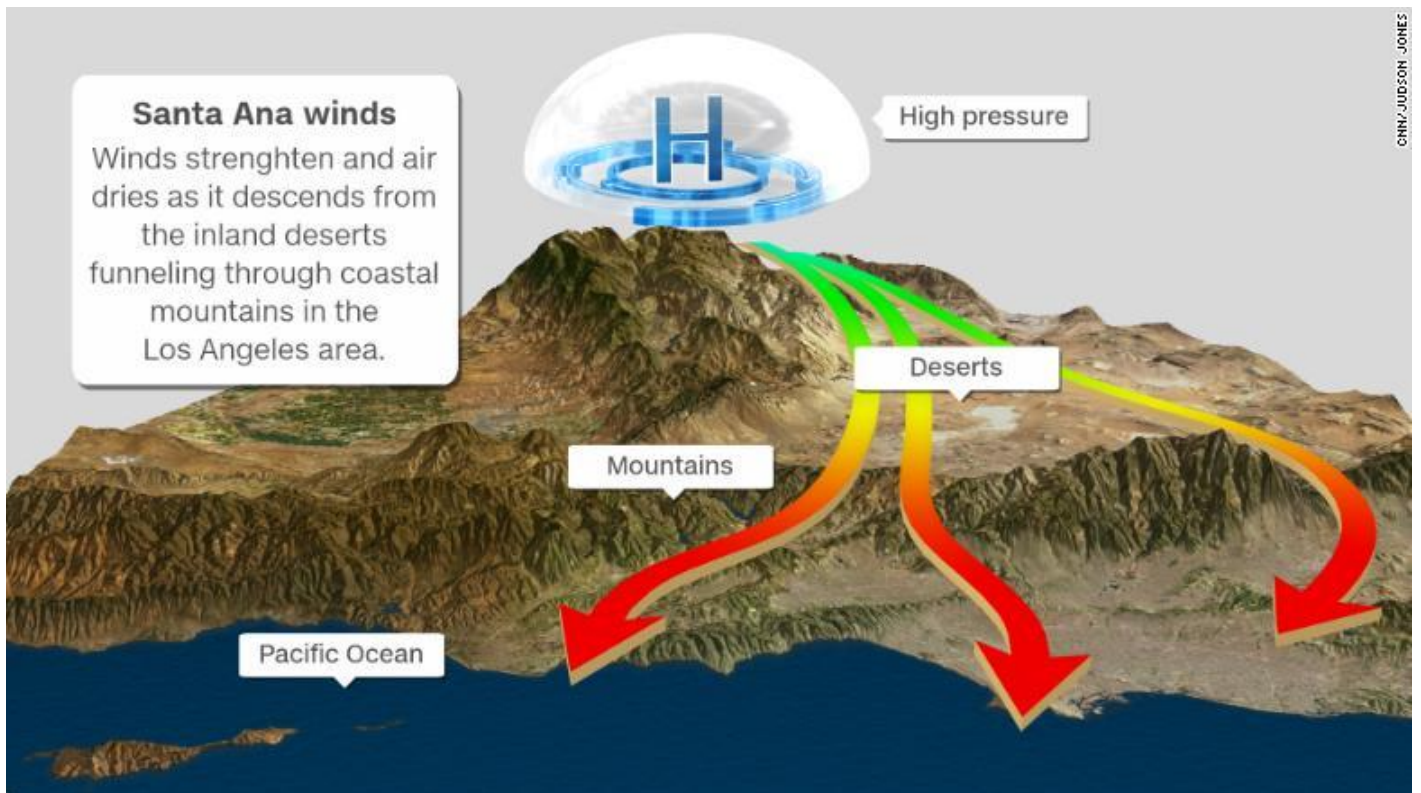 CNN/JUDSON JONES
Santa Ana winds
Winds strenghten and air
dries as it descends from
the inland deserts
funneling through coastal
mountains in the
Los Angeles area.
H
High pressure
Deserts
Mountains
Pacific Ocean